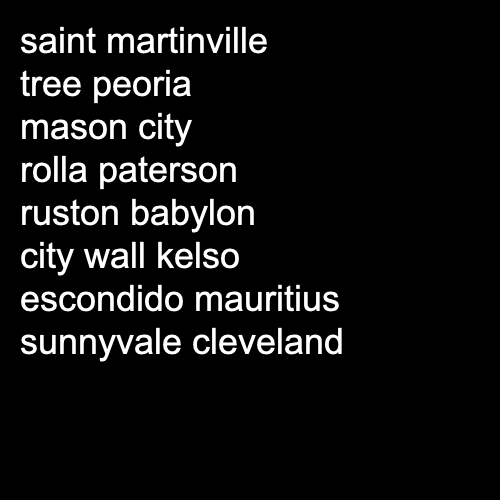 saint martinville
tree peoria
mason city
rolla paterson
ruston babylon
city wall kelso
escondido mauritius
sunnyvale cleveland